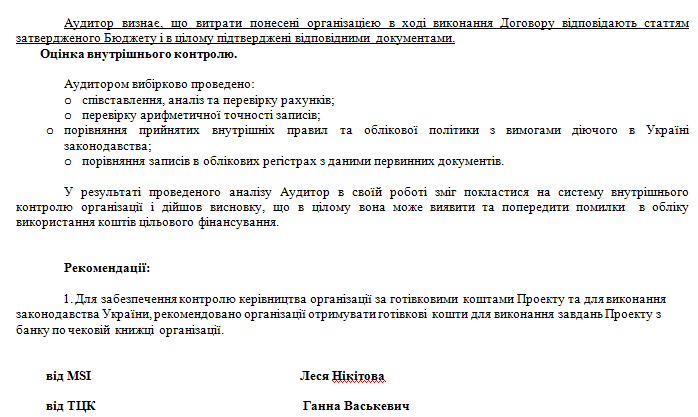 Аудитор визнає, що витрати понесені організацією в ході виконання Договору відповідають статтям
затвердженого Бюджету і в цілому підтверджені відповідними документами.
Оцінка внутрішнього контролю.
Аудитором вибірково проведено:
o співставлення, аналіз та перевірку рахунків;
o перевірку арифметичної точності записів;
o порівняння прийнятих внутрішніх правил та облікової політики з вимогами діючого в Україні
законодавства;
o порівняння записів в облікових регістрах з даними первинних документів.
У результаті проведеного аналізу Аудитор в своїй роботі зміг покластися на систему внутрішнього
контролю організації і дійшов висновку, що в цілому вона може виявити та попередити помилки в обліку
використання коштів цільового фінансування.
Рекомендації:
1. Для забезпечення контролю керівництва організації за готівковими коштами Проекту та для виконання
законодавства України, рекомендовано організації отримувати готівкові кошти для виконання завдань Проекту з
банку по чековій книжці організації.
від MSI Леся Нікітова
від ТЦК Ганна Васькевич